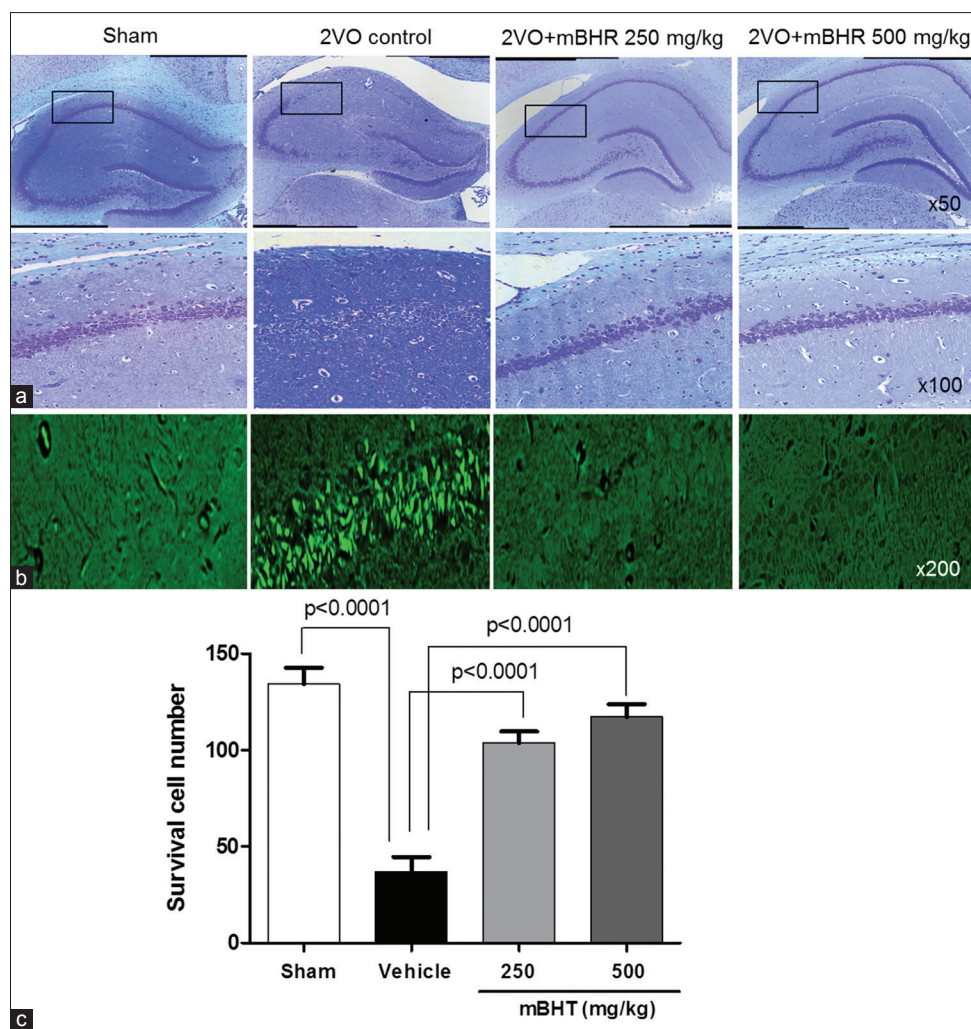 Sham 2VO control 2VO+mBHR 250 mg/kg 2VO+mBHR 500 mg/kg
x50
a x100
b x200
p<0.0001
p<0.0001
p<0.0001
150
100
50
0
Survival cell number
Sham Vehicle 250 500
mBHT (mg/kg)
c